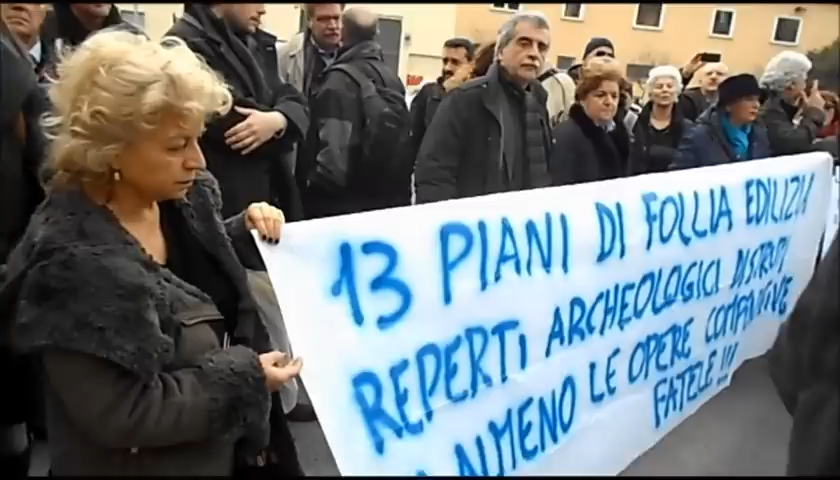 13 PIANI DI FOLLIA EDILIZIA
REPERTI ARCHEOLOGICI DISTRUTTI
ALMENO LE OPERE COMPENSATIVE
FATELE!!!